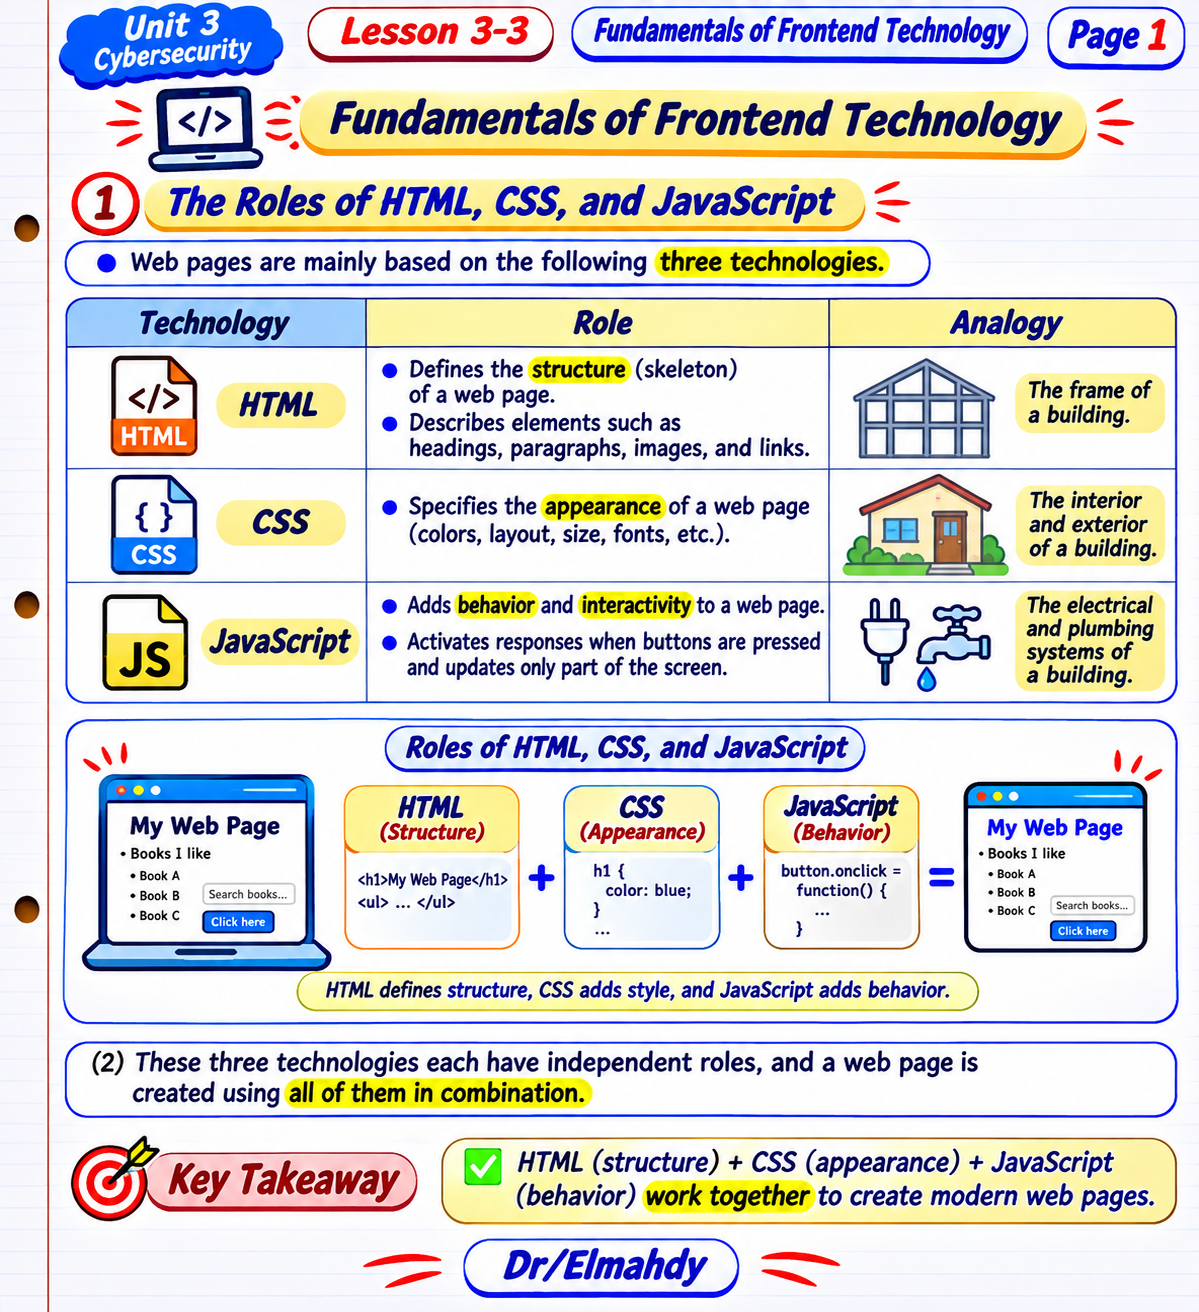 Unit 3
Cybersecurity
Lesson 3-3
Fundamentals of Frontend Technology
Page 1
</>
Fundamentals of Frontend Technology
1
The Roles of HTML, CSS, and JavaScript
● Web pages are mainly based on the following three technologies.
Technology
Role
Analogy
</>
HTML
HTML
● Defines the structure (skeleton)
of a web page.
● Describes elements such as
headings, paragraphs, images, and links.
The frame of
a building.
{ }
CSS
CSS
● Specifies the appearance of a web page
(colors, layout, size, fonts, etc.).
The interior
and exterior
of a building.
JS
JavaScript
● Adds behavior and interactivity to a web page.
● Activates responses when buttons are pressed
and updates only part of the screen.
The electrical
and plumbing
systems of
a building.
Roles of HTML, CSS, and JavaScript
My Web Page
• Books I like
• Book A
• Book B
• Book C
Search books...
Click here
HTML
(Structure)
<h1>My Web Page</h1>
<ul> ... </ul>
+
CSS
(Appearance)
h1 {
color: blue;
}
...
+
JavaScript
(Behavior)
button.onclick =
function() {
...
}
=
My Web Page
• Books I like
• Book A
• Book B
• Book C
Search books...
Click here
HTML defines structure, CSS adds style, and JavaScript adds behavior.
(2) These three technologies each have independent roles, and a web page is
created using all of them in combination.
Key Takeaway
HTML (structure) + CSS (appearance) + JavaScript
(behavior) work together to create modern web pages.
Dr/Elmahdy